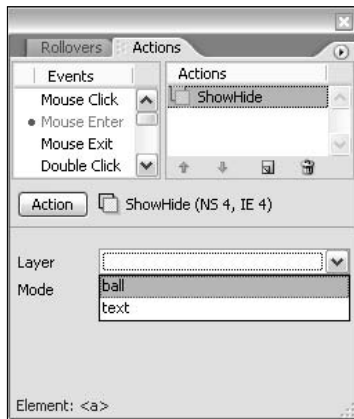 Rollovers Actions
Events Actions
Mouse Click ShowHide
Mouse Enter
Mouse Exit
Double Click
Action ShowHide (NS 4, IE 4)
Layer
Mode ball
text
Element: <a>